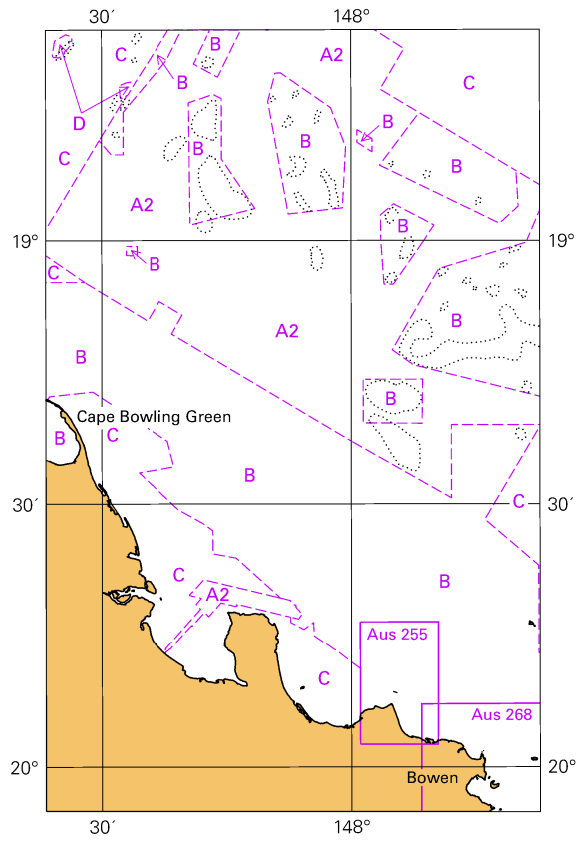 30´ 148°
B
C A2
B C
D B
B B
C B
A2
B
19° 19°
B
C
B
A2
B
B
Cape Bowling Green
B C
B
C
30´ 30´
C
B
A2
Aus 255
C
Aus 268
20° 20°
Bowen
30´ 148°